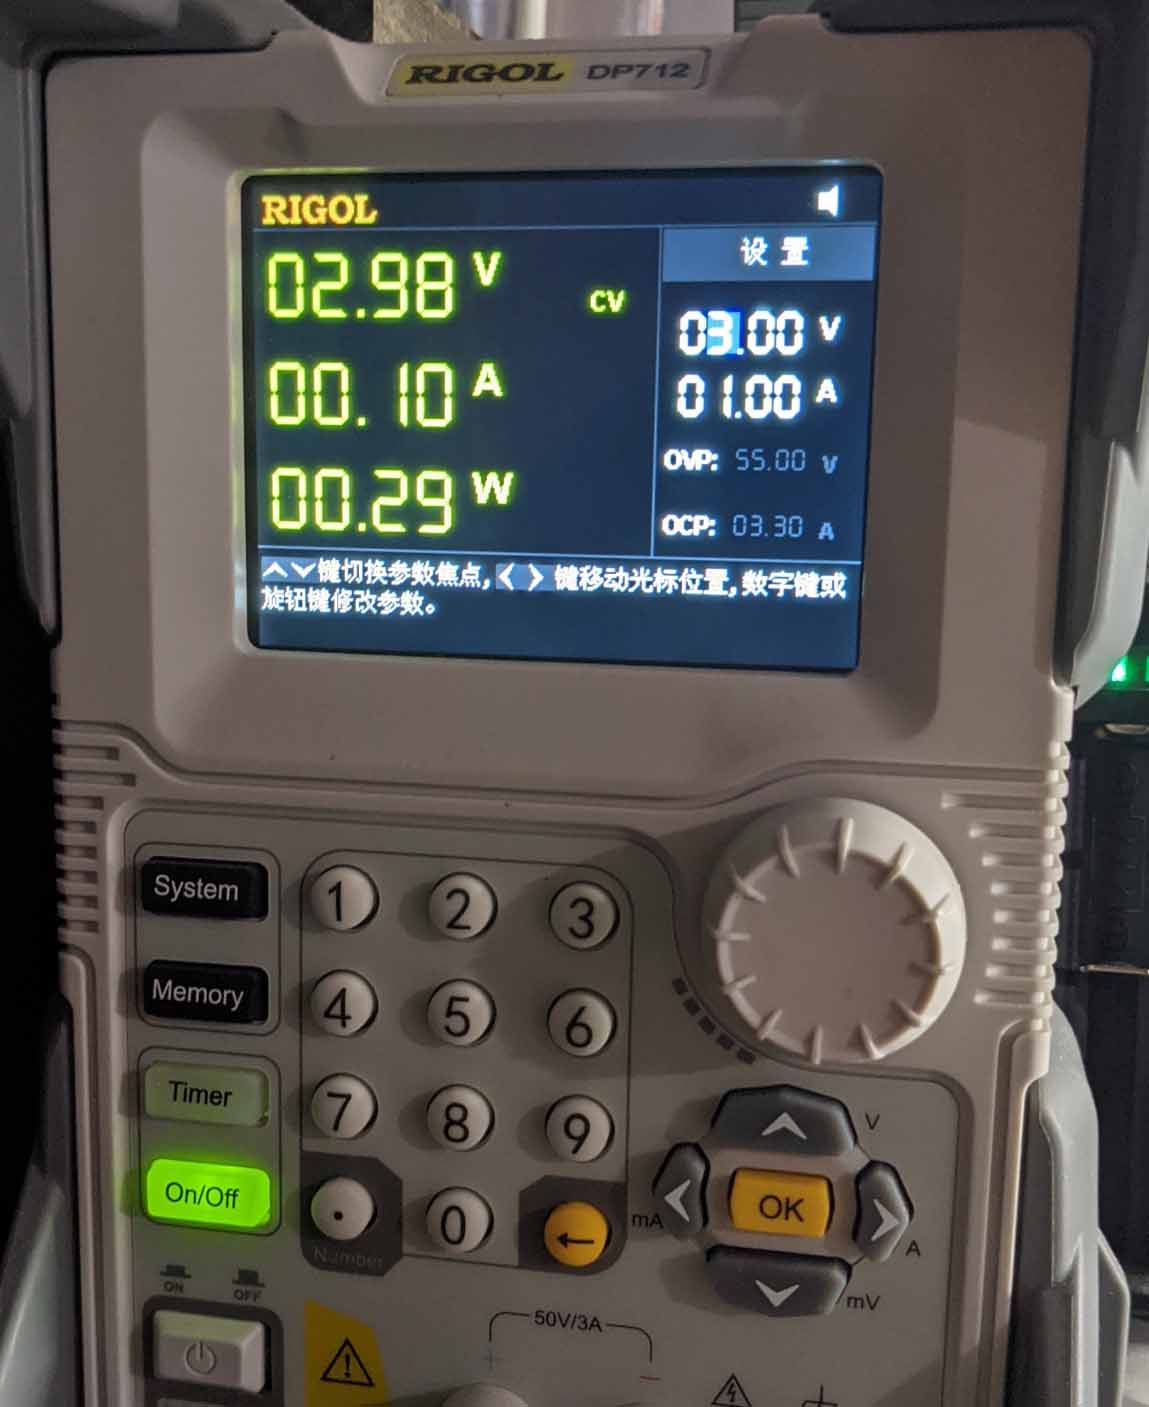 RIGOL DP712
RIGOL
02.98 V
CV
00.10 A
00.29 W
设置
03.00 V
01.00 A
OVP: 55.00 V
OCP: 03.30 A
键切换参数焦点, 键移动光标位置, 数字键或
旋钮键修改参数。
System
Memory
Timer
On/Off
1 2 3
4 5 6
7 8 9
. 0 ←
Number
V
mA OK A
mV
ON OFF
50V/3A
+ −